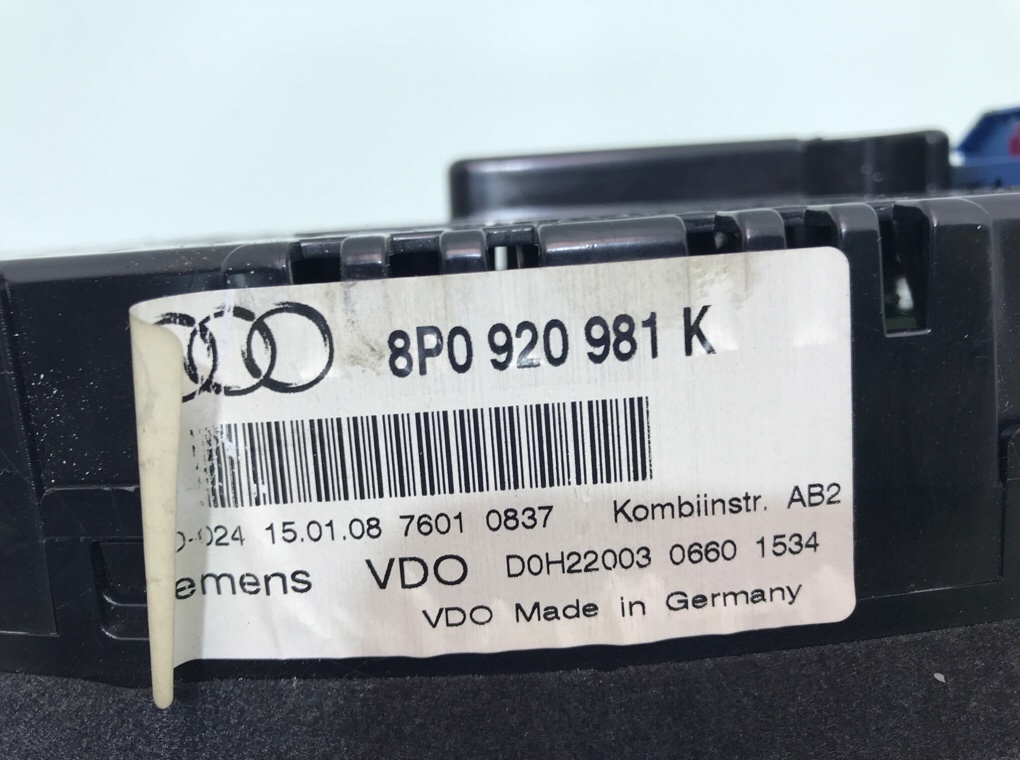 8P0 920 981 K
024 15.01.08 7601 0837 Kombiinstr. AB2
emens VDO D0H22003 0660 1534
VDO Made in Germany